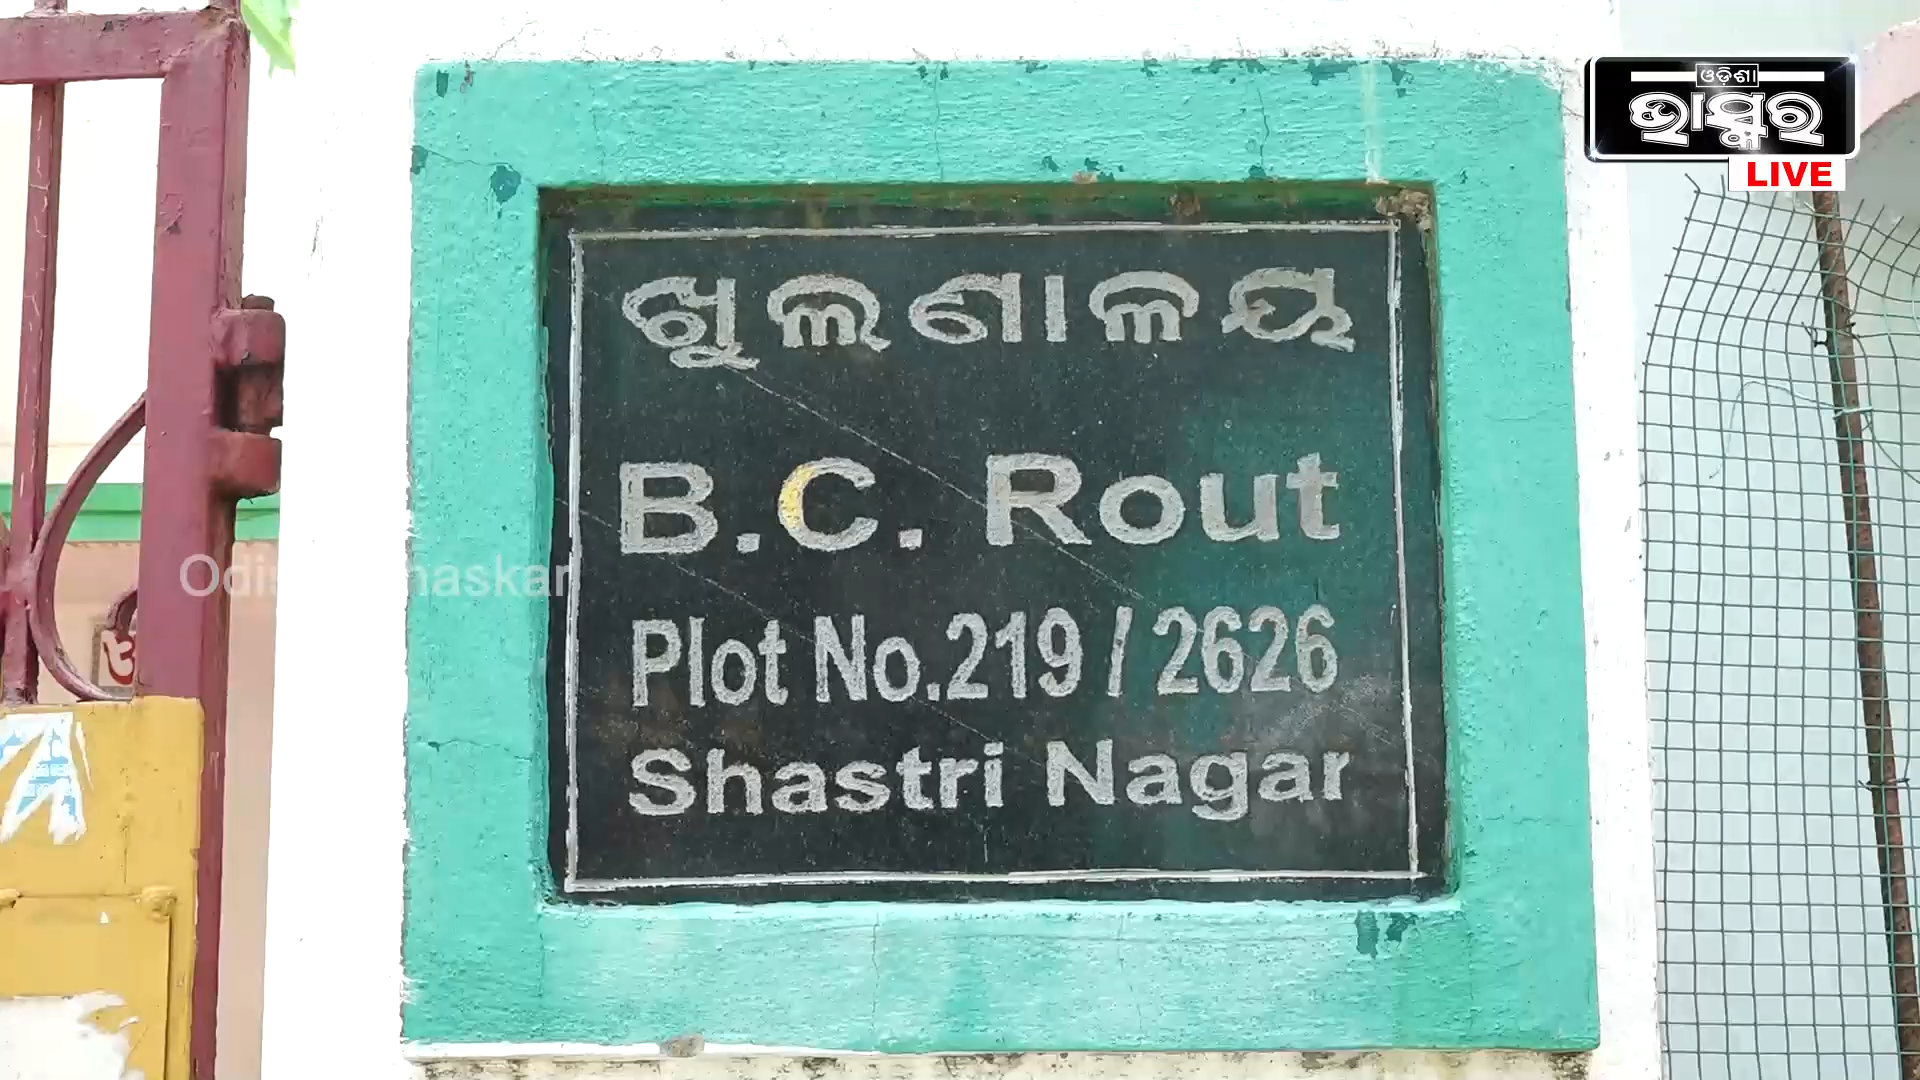 ଓଡ଼ିଶା
ଭାସ୍କର
LIVE
ଖୁଲଣାଳୟ
B.C. Rout
Plot No.219 / 2626
Shastri Nagar